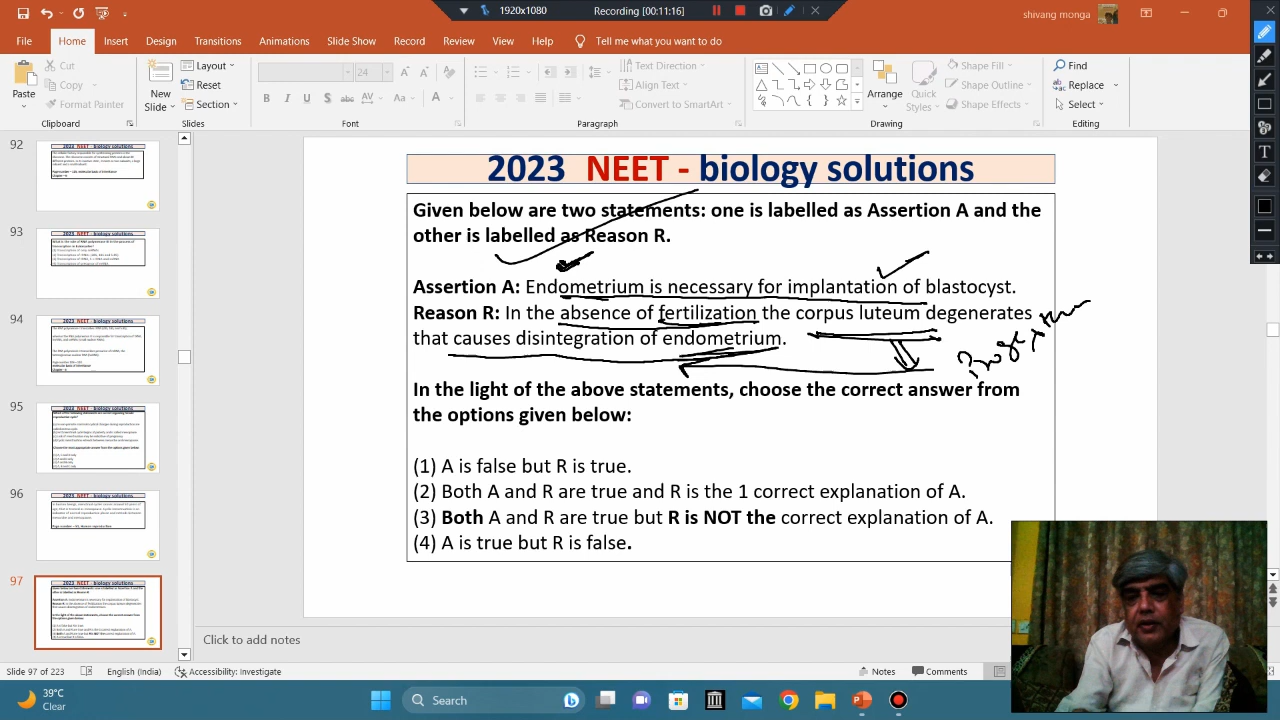 1920x1080 Recording [00:11:16]
shivang monga
File Home Insert Design Transitions Animations Slide Show Record Review View Help Tell me what you want to do
Paste
Cut
Copy
Format Painter
Clipboard
New Slide
Layout
Reset
Section
Slides
24
B I U S abc AV Aa A
Font
Text Direction
Align Text
Convert to SmartArt
Paragraph
Arrange
Quick Styles
Shape Fill
Shape Outline
Shape Effects
Drawing
Find
Replace
Select
Editing
92
93
94
95
96
97
2023 NEET - biology solutions
Given below are two statements: one is labelled as Assertion A and the
other is labelled as Reason R.
Assertion A: Endometrium is necessary for implantation of blastocyst.
Reason R: In the absence of fertilization the corpus luteum degenerates
that causes disintegration of endometrium.
In the light of the above statements, choose the correct answer from
the options given below:
(1) A is false but R is true.
(2) Both A and R are true and R is the 1 correct explanation of A.
(3) Both A and R are true but R is NOT the correct explanation of A.
(4) A is true but R is false.
Click to add notes
Slide 97 of 223 English (India) Accessibility: Investigate Notes Comments
39°C
Clear
Search